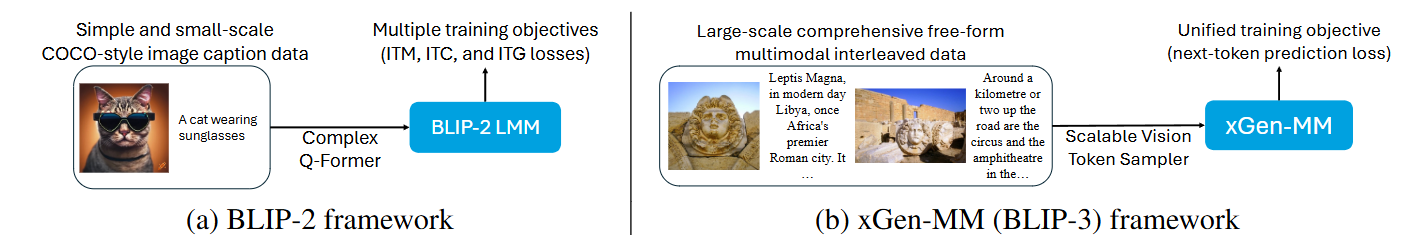 Simple and small-scale
COCO-style image caption data
A cat wearing
sunglasses
Complex
Q-Former
Multiple training objectives
(ITM, ITC, and ITG losses)
BLIP-2 LMM
(a) BLIP-2 framework
Large-scale comprehensive free-form
multimodal interleaved data
Leptis Magna,
in modern day
Libya, once
Africa's
premier
Roman city. It
…
Around a
kilometre or
two up the
road are the
circus and the
amphitheatre
in the…
Scalable Vision
Token Sampler
Unified training objective
(next-token prediction loss)
xGen-MM
(b) xGen-MM (BLIP-3) framework